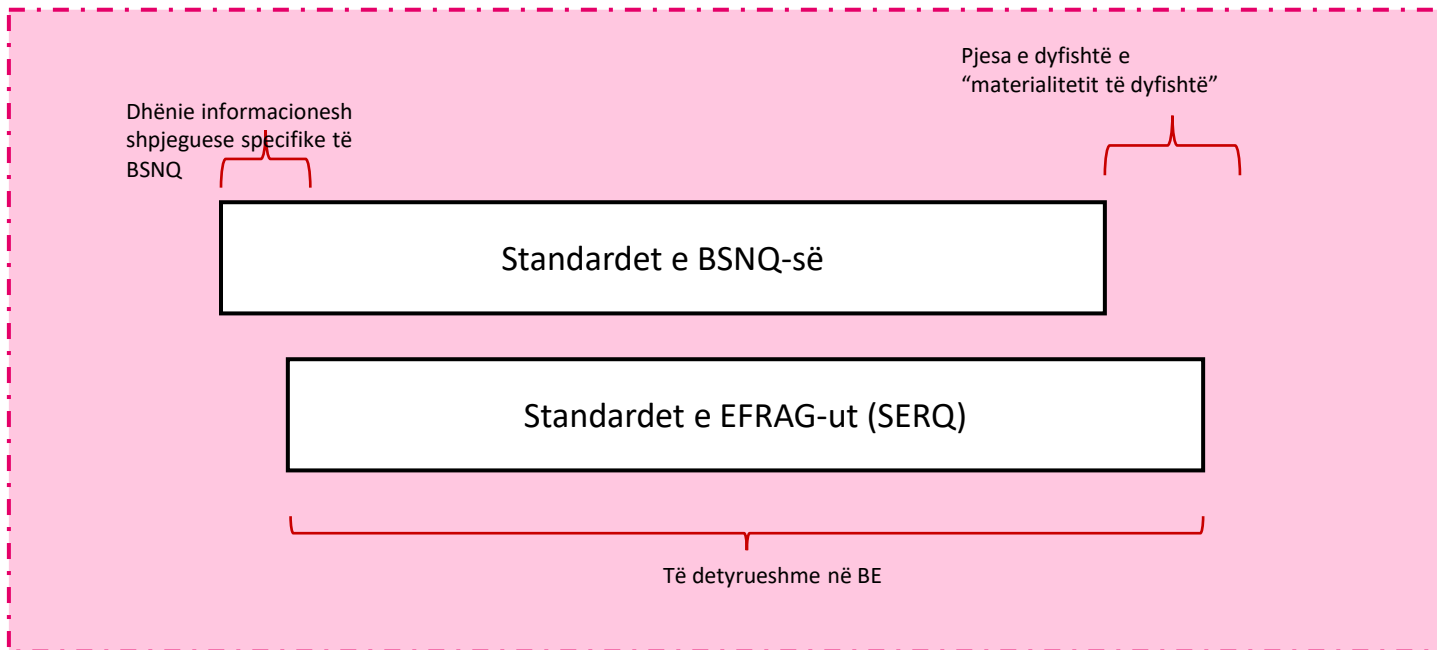 Pjesa e dyfishtë e
“materialitetit të dyfishtë”
Dhënie informacionesh
shpjeguese specifike të
BSNQ
Standardet e BSNQ-së
Standardet e EFRAG-ut (SERQ)
Të detyrueshme në BE